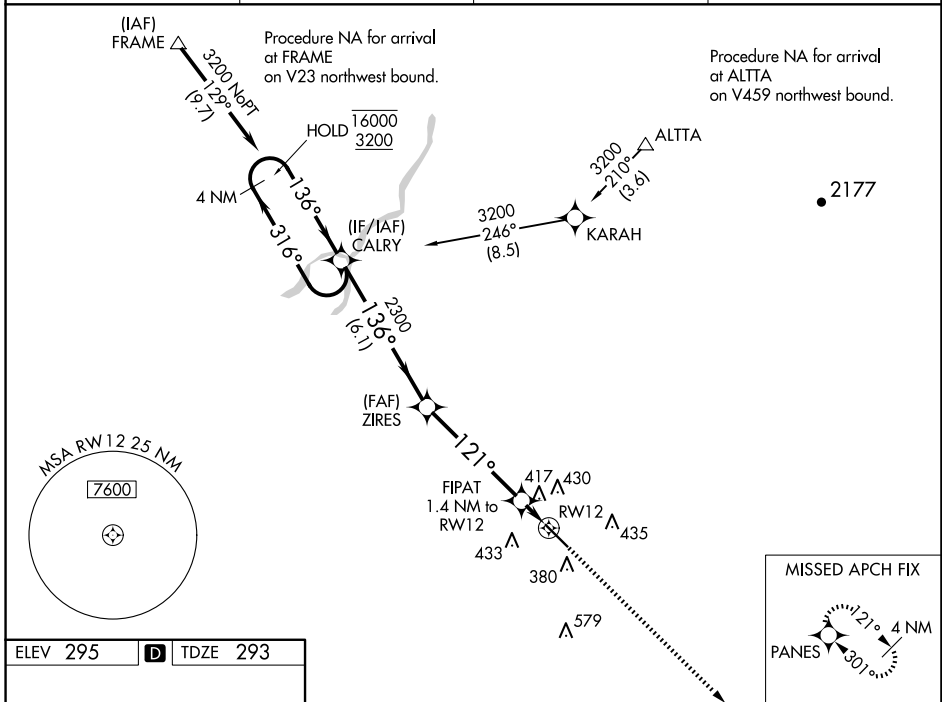 (IAF)
FRAME
3200 NoPT
129°
(9.7)
Procedure NA for arrival
at FRAME
on V23 northwest bound.
Procedure NA for arrival
at ALTTA
on V459 northwest bound.
HOLD 16000
3200
4 NM
136°
316°
(IF/IAF)
CALRY
3200
246°
(8.5)
ALTTA
3200
210°
(3.6)
KARAH
2177
2300
136°
(6.1)
(FAF)
ZIRES
121°
FIPAT
1.4 NM to
RW12
417
430
RW12
435
433
380
579
MSA RW12 25 NM
7600
MISSED APCH FIX
121°
4 NM
PANES
301°
ELEV 295 D TDZE 293